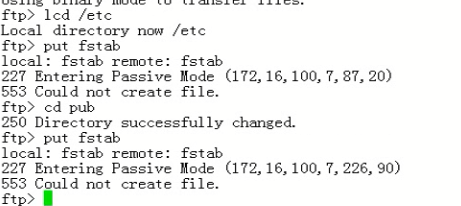 Using binary mode to transfer files.
ftp> lcd /etc
Local directory now /etc
ftp> put fstab
local: fstab remote: fstab
227 Entering Passive Mode (172,16,100,7,87,20)
553 Could not create file.
ftp> cd pub
250 Directory successfully changed.
ftp> put fstab
local: fstab remote: fstab
227 Entering Passive Mode (172,16,100,7,226,90)
553 Could not create file.
ftp>